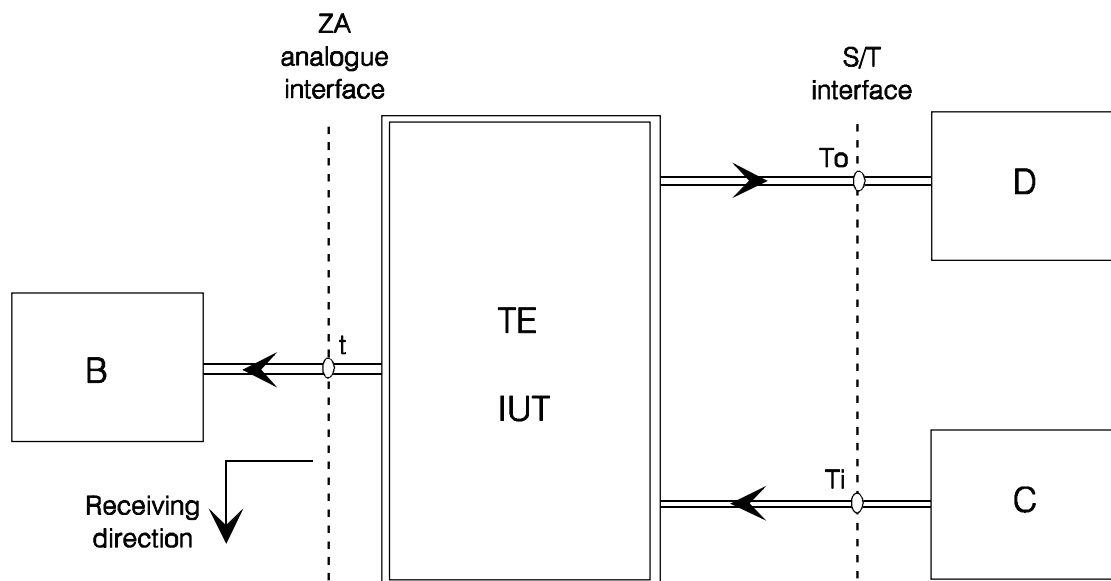 ZA
analogue
interface
S/T
interface
To
D
TE
IUT
t
B
Receiving
direction
Ti
C